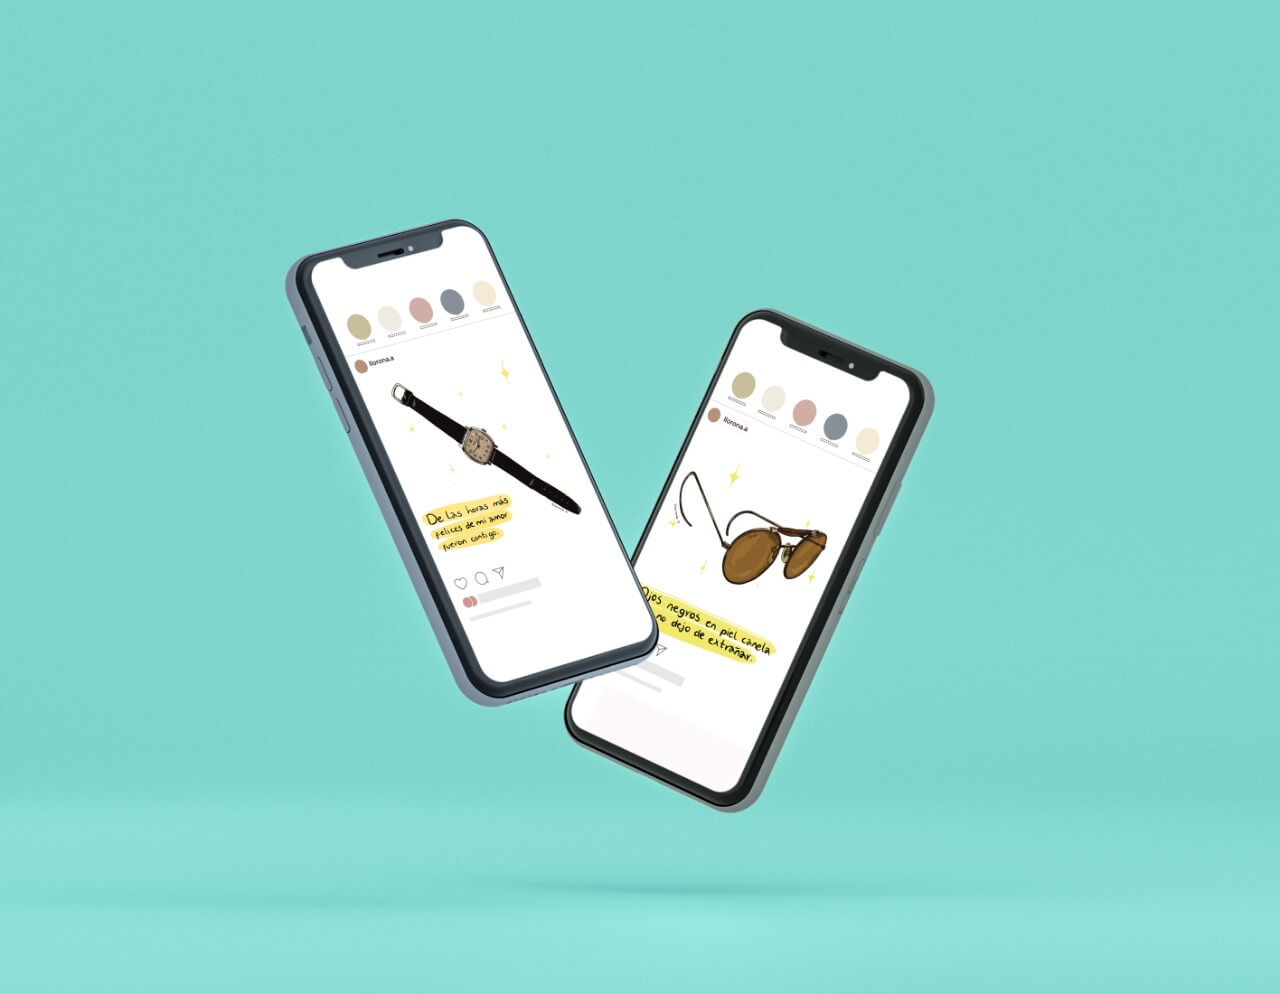 llorona.a
De las horas más
felices de mi amor
fueron contigo.
llorona.a
Ojos negros en piel canela
no dejo de extrañar.